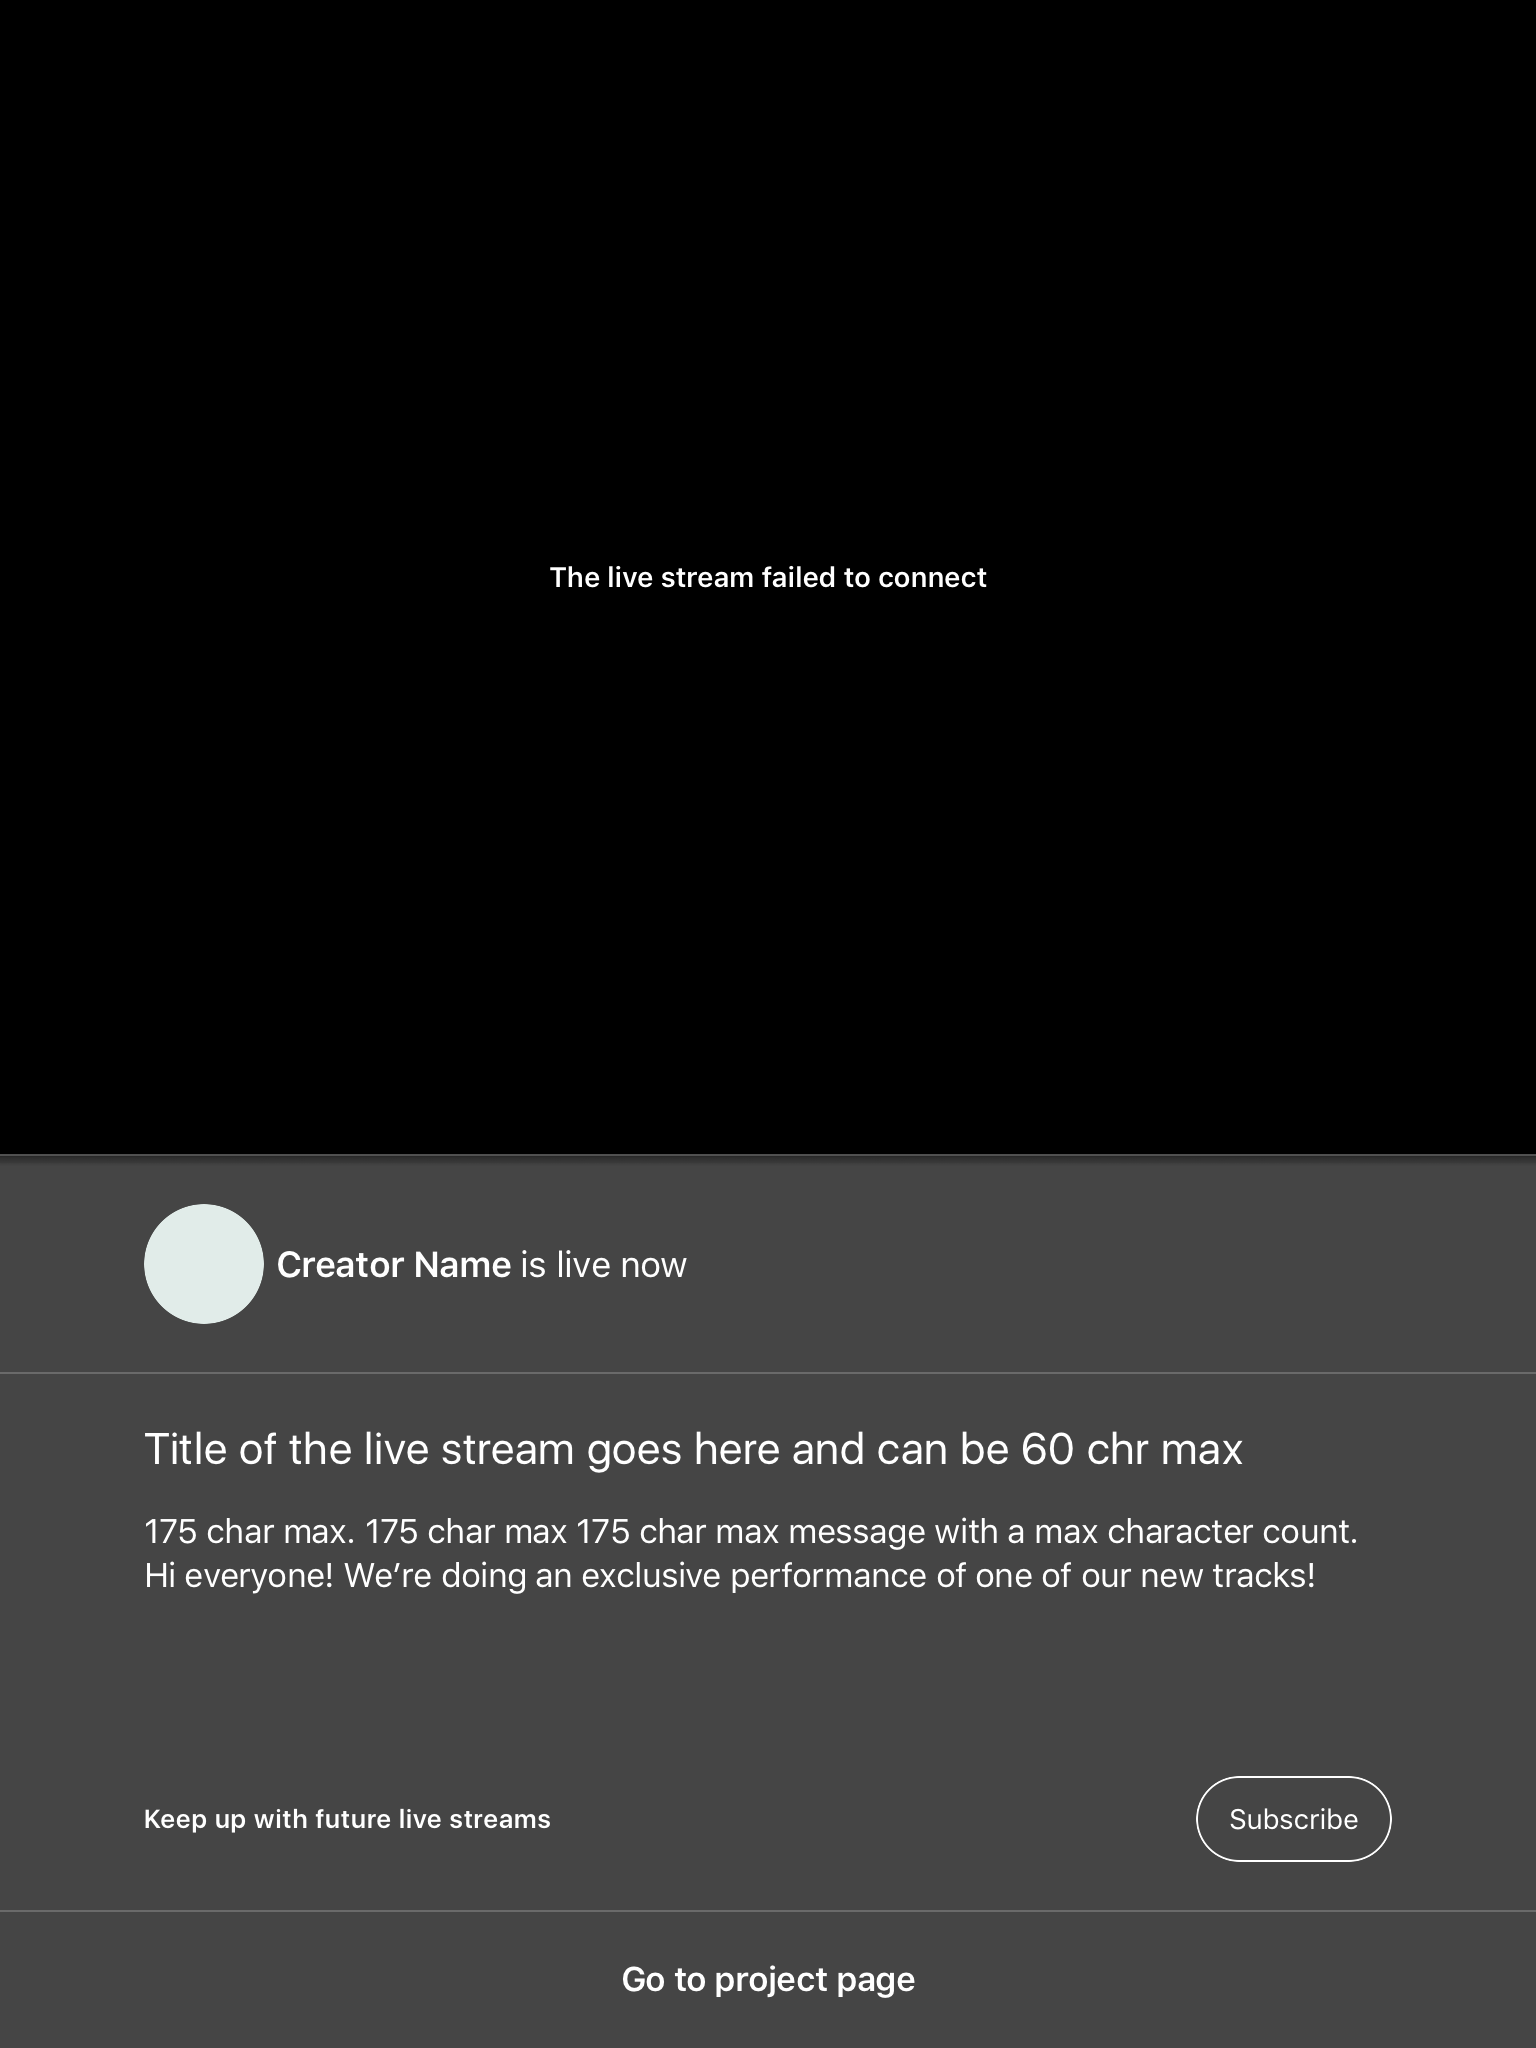 The live stream failed to connect
Creator Name is live now
Title of the live stream goes here and can be 60 chr max
175 char max. 175 char max 175 char max message with a max character count.
Hi everyone! We’re doing an exclusive performance of one of our new tracks!
Keep up with future live streams
Subscribe
Go to project page